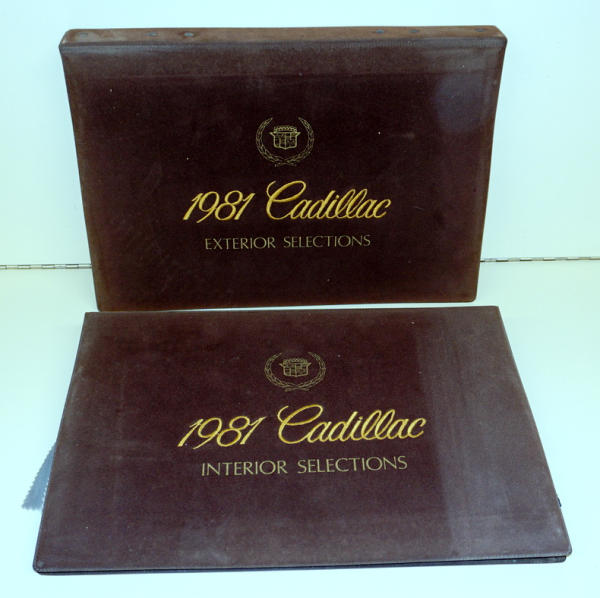 1981 Cadillac
EXTERIOR SELECTIONS
1981 Cadillac
INTERIOR SELECTIONS